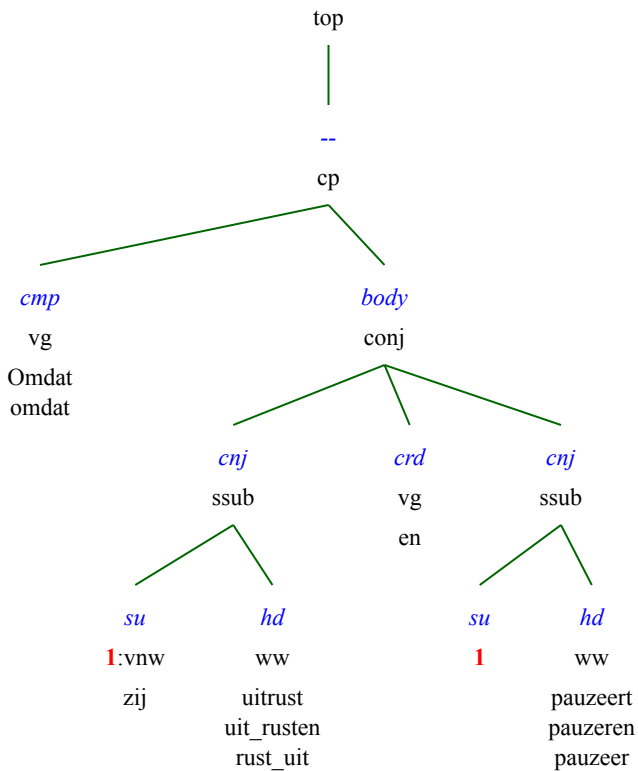 top
--
cp
cmp body
vg conj
Omdat
omdat
cnj crd cnj
ssub vg ssub
en
su hd su hd
1:vnw ww 1 ww
zij uitrust pauzeert
uit_rusten pauzeren
rust_uit pauzeer